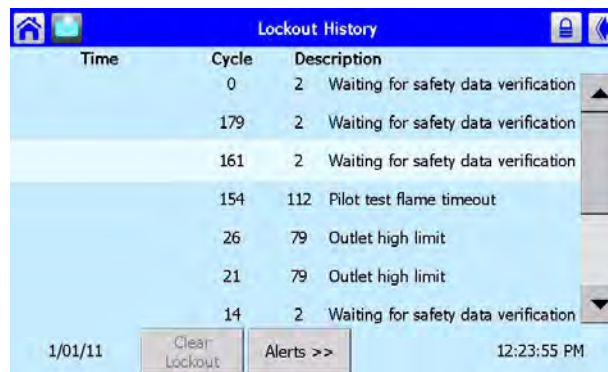 Lockout History
Time Cycle Description
0 2 Waiting for safety data verification
179 2 Waiting for safety data verification
161 2 Waiting for safety data verification
154 112 Pilot test flame timeout
26 79 Outlet high limit
21 79 Outlet high limit
14 2 Waiting for safety data verification
1/01/11 Clear Lockout Alerts >> 12:23:55 PM